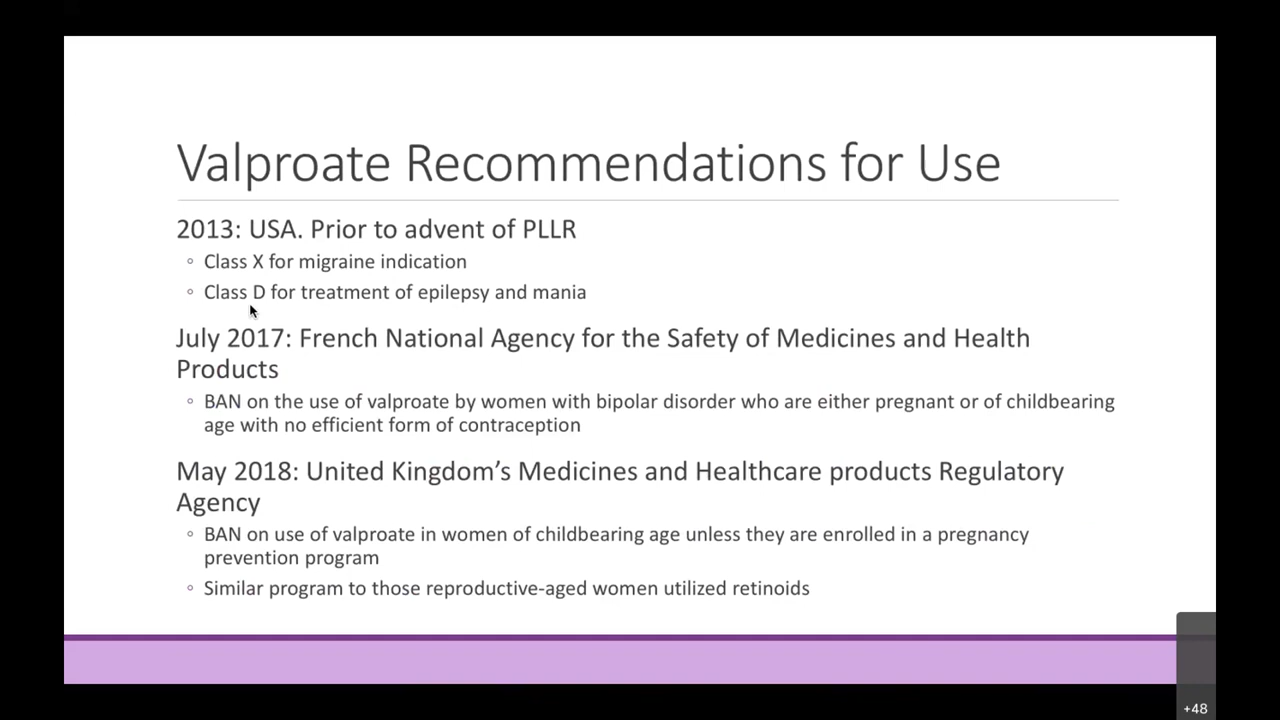 Valproate Recommendations for Use
2013: USA. Prior to advent of PLLR
◦ Class X for migraine indication
◦ Class D for treatment of epilepsy and mania
July 2017: French National Agency for the Safety of Medicines and Health
Products
◦ BAN on the use of valproate by women with bipolar disorder who are either pregnant or of childbearing
age with no efficient form of contraception
May 2018: United Kingdom’s Medicines and Healthcare products Regulatory
Agency
◦ BAN on use of valproate in women of childbearing age unless they are enrolled in a pregnancy
prevention program
◦ Similar program to those reproductive-aged women utilized retinoids
+48